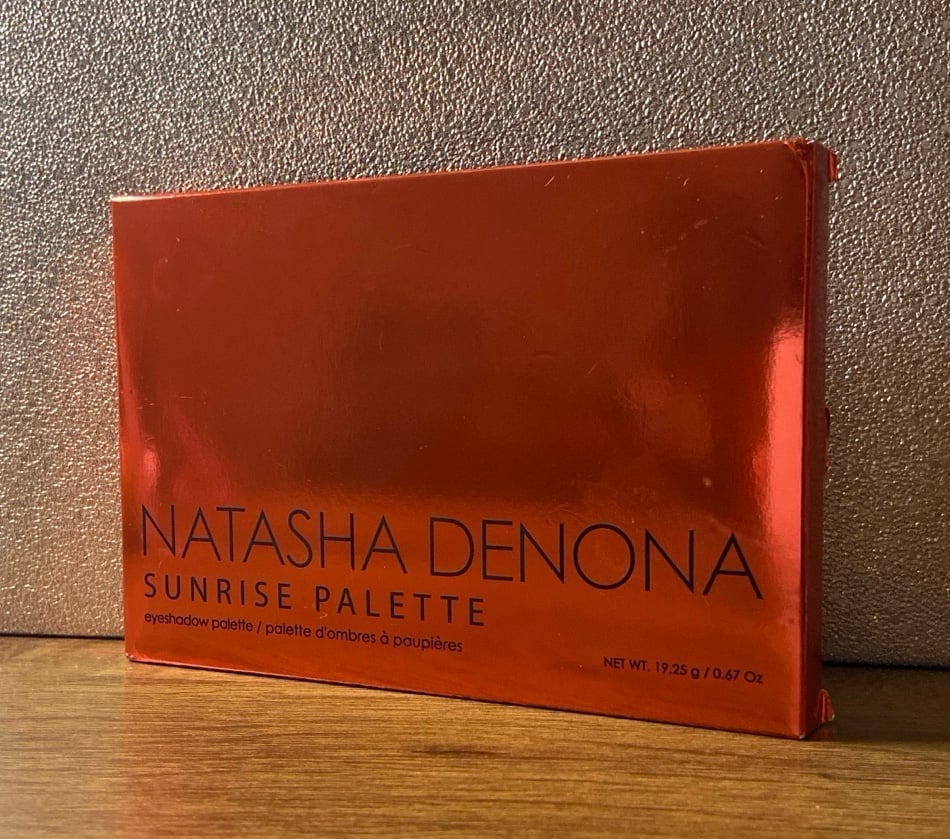 NATASHA DENONA
SUNRISE PALETTE
eyeshadow palette / palette d'ombres à paupières
NET WT. 19.25 g / 0.67 Oz